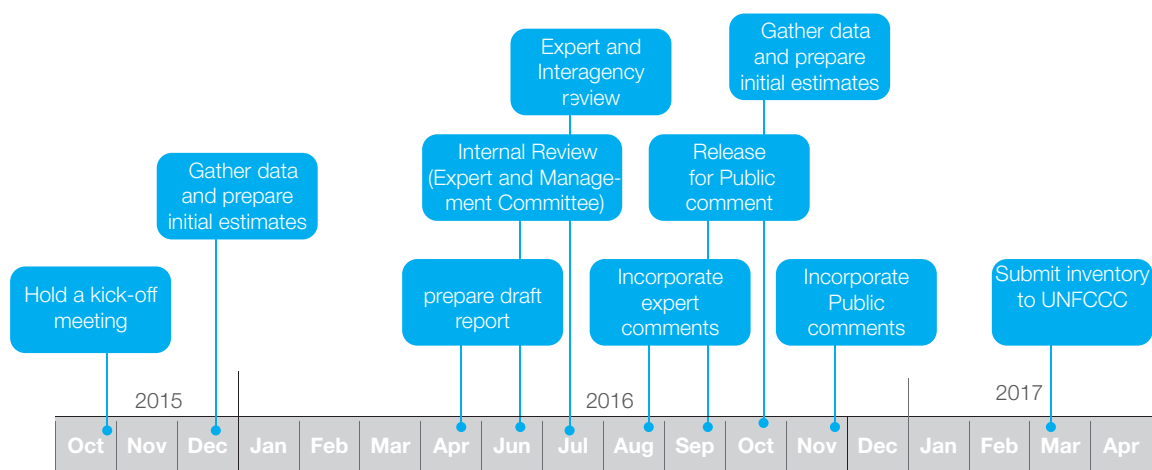 Expert and
Interagency
review
Gather data
and prepare
initial estimates
Gather data
and prepare
initial estimates
Internal Review
(Expert and Manage-
ment Committee)
Release
for Public
comment
Hold a kick-off
meeting
prepare draft
report
Incorporate
expert
comments
Incorporate
Public
comments
Submit inventory
to UNFCCC
2015
2016
2017
Oct Nov Dec Jan Feb Mar Apr Jun Jul Aug Sep Oct Nov Dec Jan Feb Mar Apr